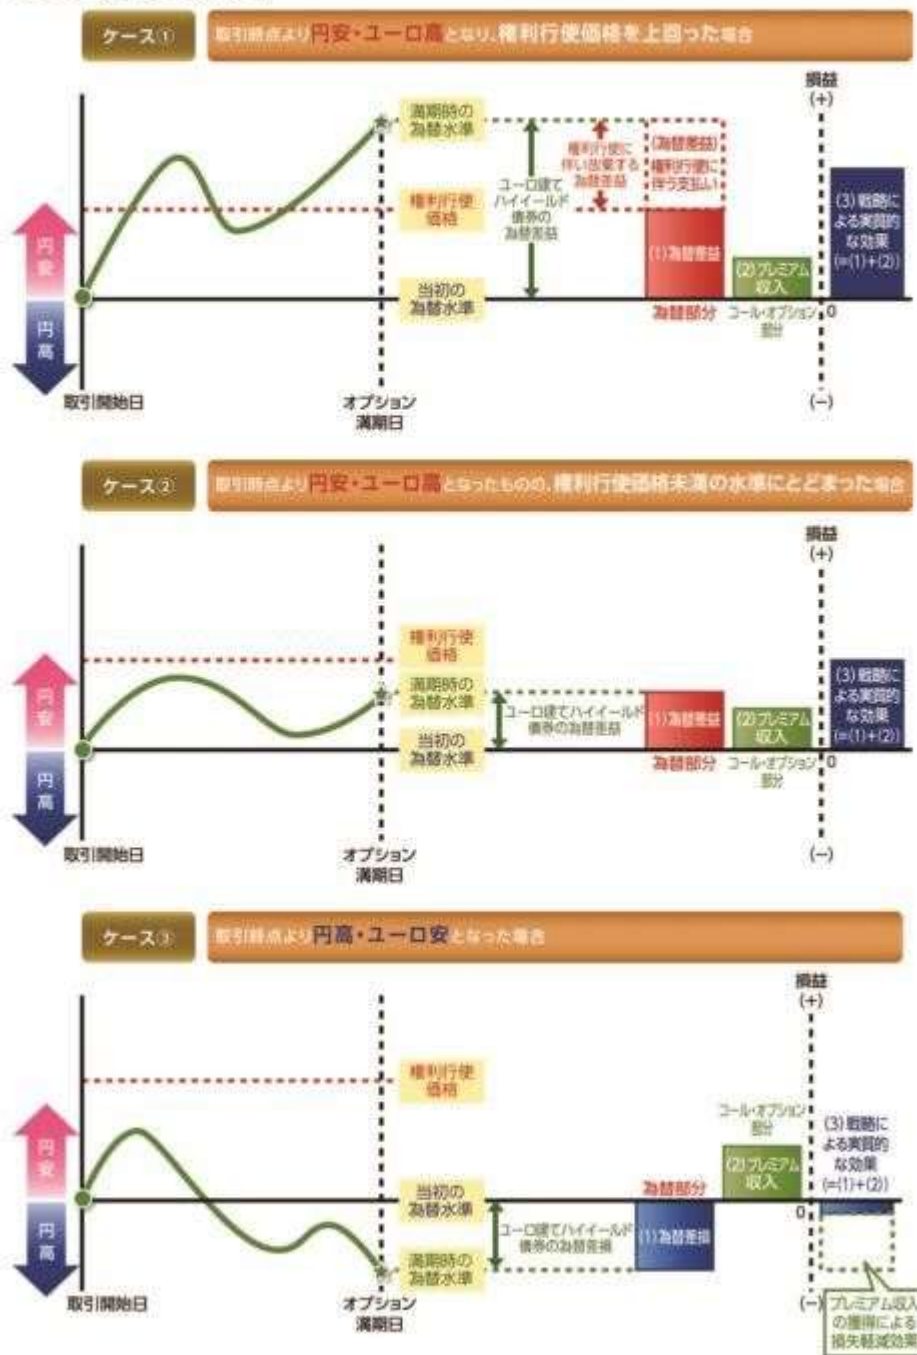 ケース①
取引時点より円安・ユーロ高となり、権利行使価格を上回った場合
損益
(+)
満期時の
為替水準
権利行使に
伴い放棄する
為替差益
(為替差益)
権利行使に
伴う支払い
ユーロ建て
ハイイールド
債券の
為替差益
権利行使
価格
円安
円高
(1)為替差益
(2)プレミアム
収入
(3)戦略に
よる実質的
な効果
(=(1)+(2))
当初の
為替水準
為替部分
コール・オプション
部分
0
取引開始日
オプション
満期日
(−)
ケース②
取引時点より円安・ユーロ高となったものの、権利行使価格未満の水準にとどまった場合
損益
(+)
権利行使
価格
満期時の
為替水準
円安
円高
ユーロ建てハイイールド
債券の為替差益
(1)為替差益
(2)プレミアム
収入
(3)戦略に
よる実質的
な効果
(=(1)+(2))
当初の
為替水準
為替部分
コール・オプション
部分
0
取引開始日
オプション
満期日
(−)
ケース③
取引時点より円高・ユーロ安となった場合
損益
(+)
権利行使
価格
コール・オプション
部分
(3)戦略に
よる実質的
な効果
(=(1)+(2))
円安
円高
(2)プレミアム
収入
当初の
為替水準
為替部分
0
ユーロ建てハイイールド
債券の為替差損
(1)為替差損
満期時の
為替水準
取引開始日
オプション
満期日
(−)
プレミアム収入
の獲得による
損失軽減効果